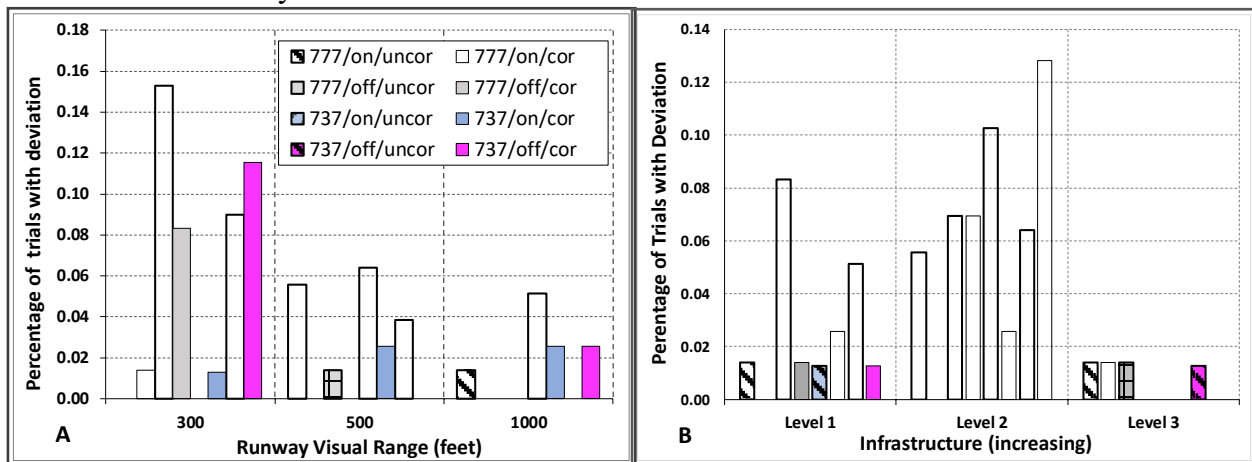 0.18
0.16
0.14
0.12
0.10
0.08
0.06
0.04
0.02
0.00
Percentage of trials with deviation
777/on/uncor 777/on/cor
777/off/uncor 777/off/cor
737/on/uncor 737/on/cor
737/off/uncor 737/off/cor
300 500 1000
A Runway Visual Range (feet)
0.14
0.12
0.10
0.08
0.06
0.04
0.02
0.00
Perentage of Trials with Deviation
Level 1 Level 2 Level 3
B Infrastructure (increasing)